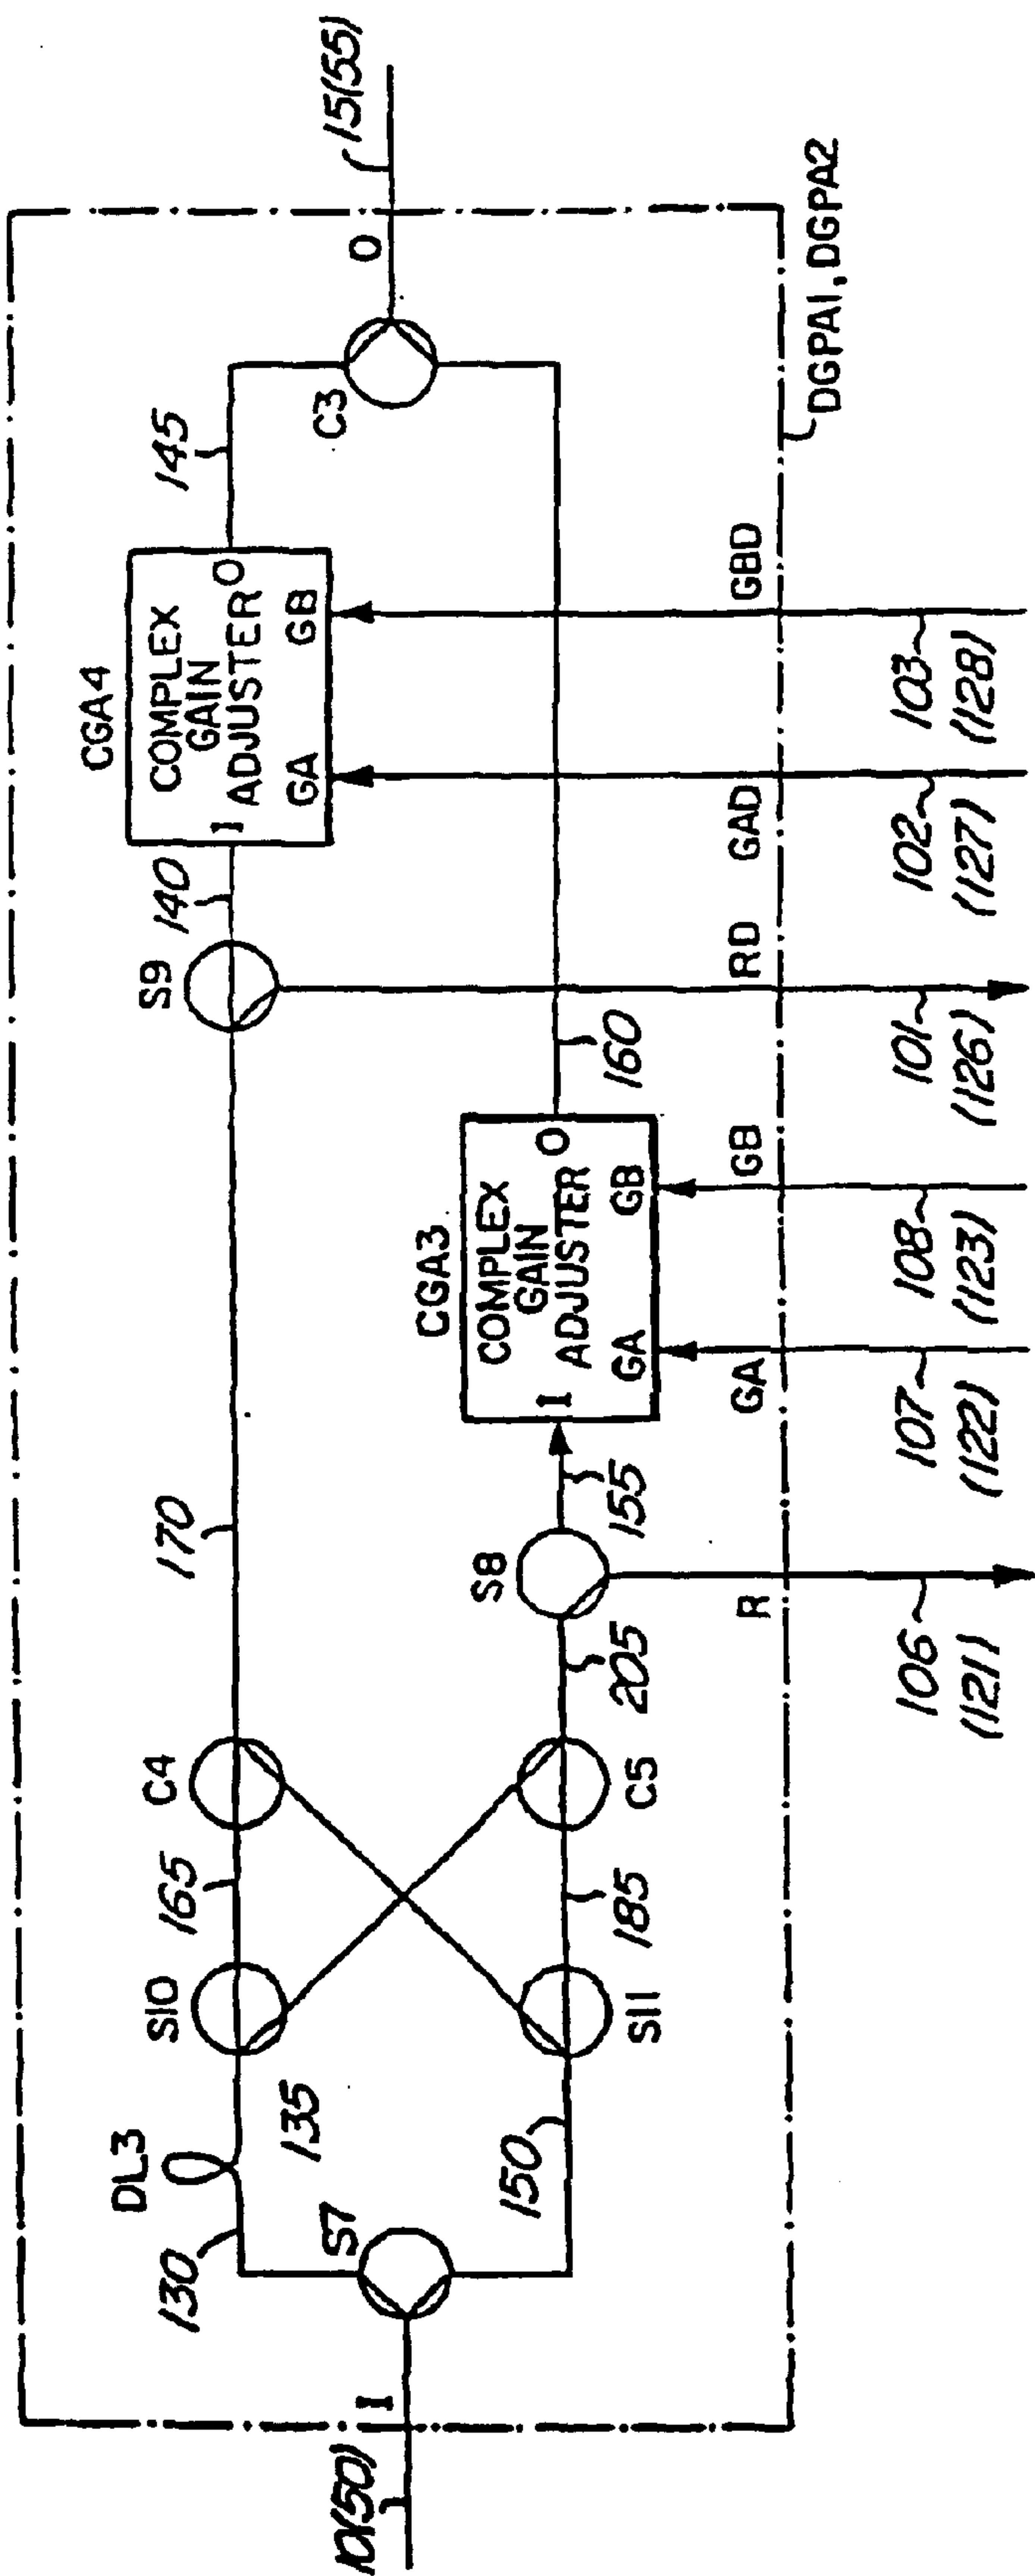 10(50)
I
S7
130
DL3
135
150
S10
S11
165
185
C4
C5
170
205
S8
155
R
106
(121)
CGA3
COMPLEX
GAIN
ADJUSTER
I
O
GA
GB
GA
GB
107
(122)
108
(123)
160
S9
140
RD
101
(126)
CGA4
COMPLEX
GAIN
ADJUSTER
I
O
GA
GB
GAD
GBD
102
(127)
103
(128)
145
C3
O
15(55)
DGPA1, DGPA2